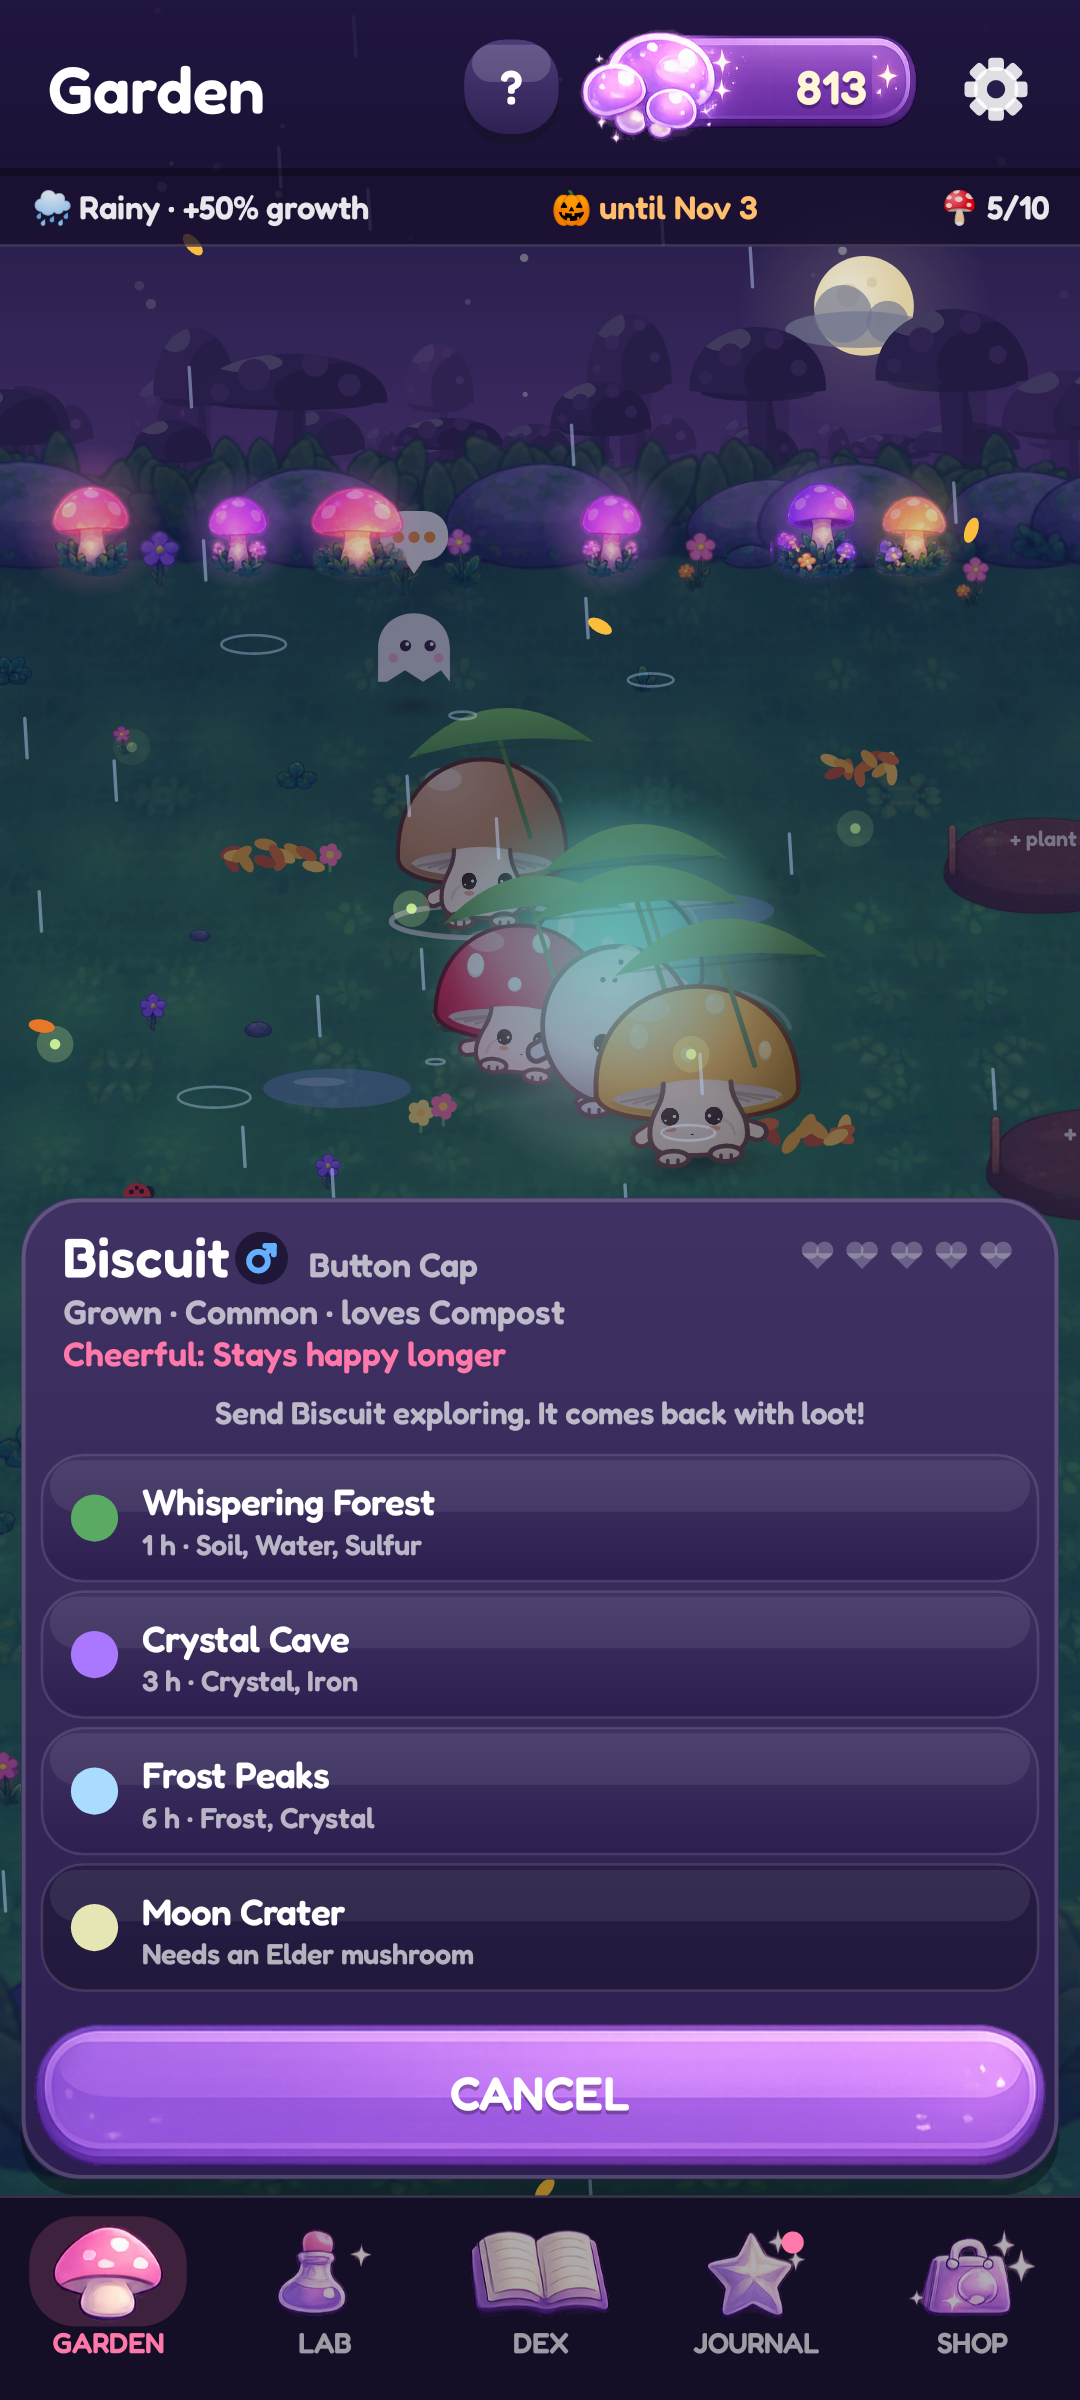 Garden
?
813
Rainy · +50% growth
until Nov 3
5/10
+ plant
+
Biscuit
Button Cap
Grown · Common · loves Compost
Cheerful: Stays happy longer
Send Biscuit exploring. It comes back with loot!
Whispering Forest
1 h · Soil, Water, Sulfur
Crystal Cave
3 h · Crystal, Iron
Frost Peaks
6 h · Frost, Crystal
Moon Crater
Needs an Elder mushroom
CANCEL
GARDEN
LAB
DEX
JOURNAL
SHOP